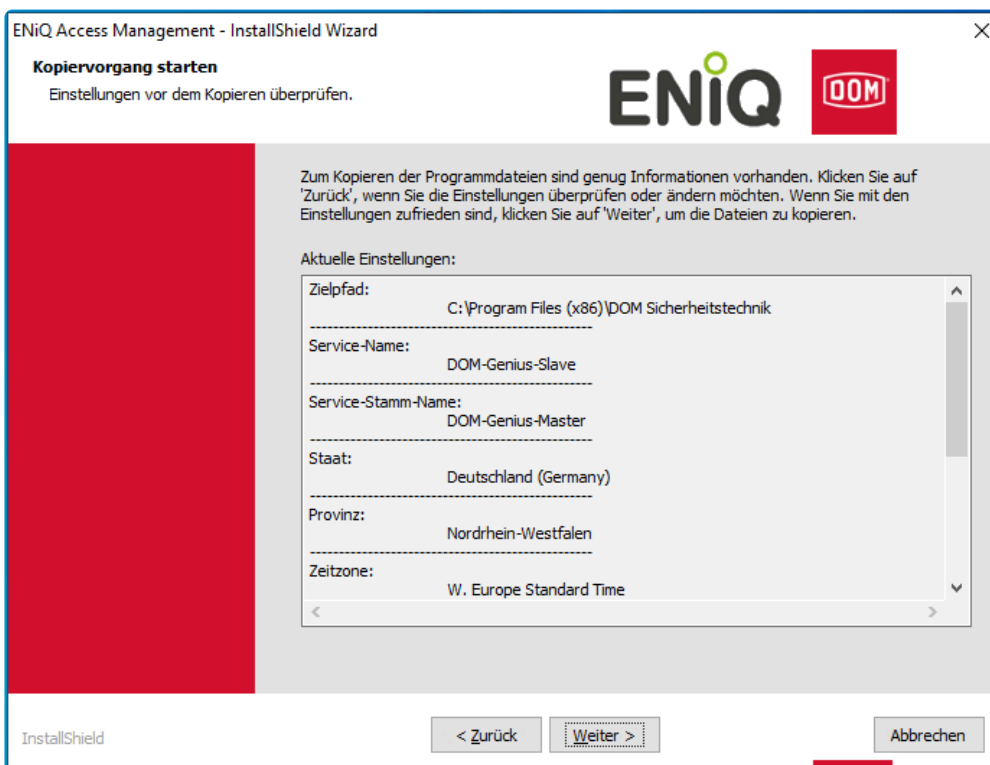 ENiQ Access Management - InstallShield Wizard
Kopiervorgang starten
Einstellungen vor dem Kopieren überprüfen.
ENiQ
DOM
Zum Kopieren der Programmdateien sind genug Informationen vorhanden. Klicken Sie auf
'Zurück', wenn Sie die Einstellungen überprüfen oder ändern möchten. Wenn Sie mit den
Einstellungen zufrieden sind, klicken Sie auf 'Weiter', um die Dateien zu kopieren.
Aktuelle Einstellungen:
Zielpfad:
C:\Program Files (x86)\DOM Sicherheitstechnik
------------------------------------------------
Service-Name:
DOM-Genius-Slave
------------------------------------------------
Service-Stamm-Name:
DOM-Genius-Master
------------------------------------------------
Staat:
Deutschland (Germany)
------------------------------------------------
Provinz:
Nordrhein-Westfalen
------------------------------------------------
Zeitzone:
W. Europe Standard Time
InstallShield
< Zurück
Weiter >
Abbrechen